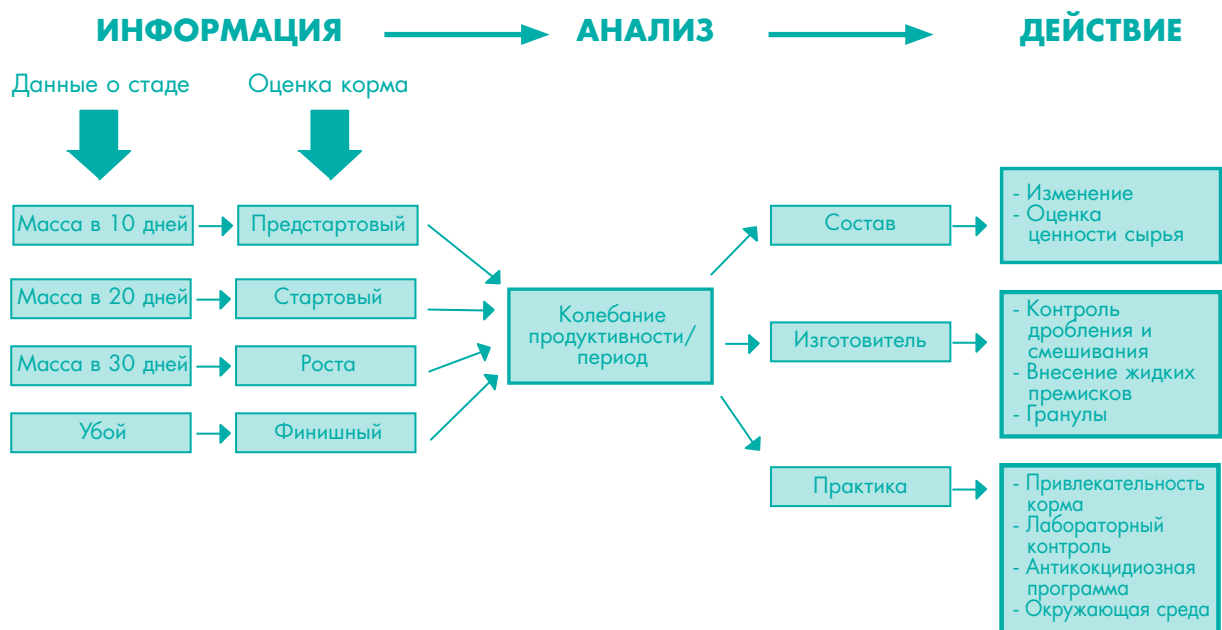 ИНФОРМАЦИЯ
АНАЛИЗ
ДЕЙСТВИЕ
Данные о стаде
Оценка корма
Масса в 10 дней
Предстартовый
Масса в 20 дней
Стартовый
Масса в 30 дней
Роста
Убой
Финишный
Колебание
продуктивности/
период
Состав
- Изменение
- Оценка
ценности сырья
Изготовитель
- Контроль
дробления и
смешивания
- Внесение жидких
премисков
- Гранулы
Практика
- Привлекательность
корма
- Лабораторный
контроль
- Антикокцидиозная
программа
- Окружающая среда